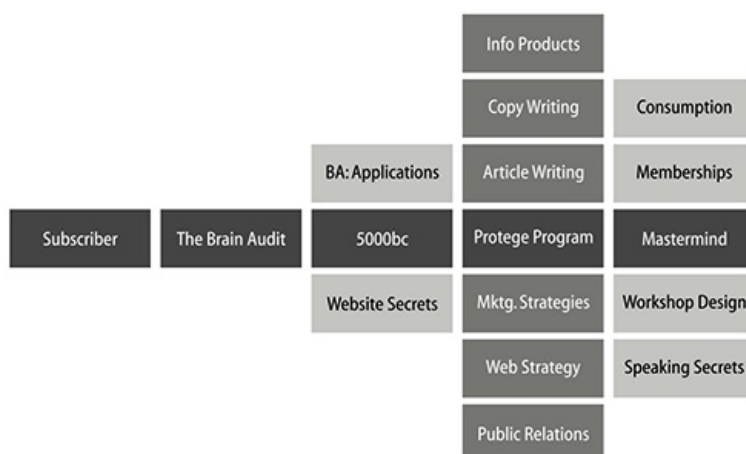 Info Products
Copy Writing
Consumption
BA: Applications
Article Writing
Memberships
Subscriber
The Brain Audit
5000bc
Protege Program
Mastermind
Website Secrets
Mktg. Strategies
Workshop Design
Web Strategy
Speaking Secrets
Public Relations